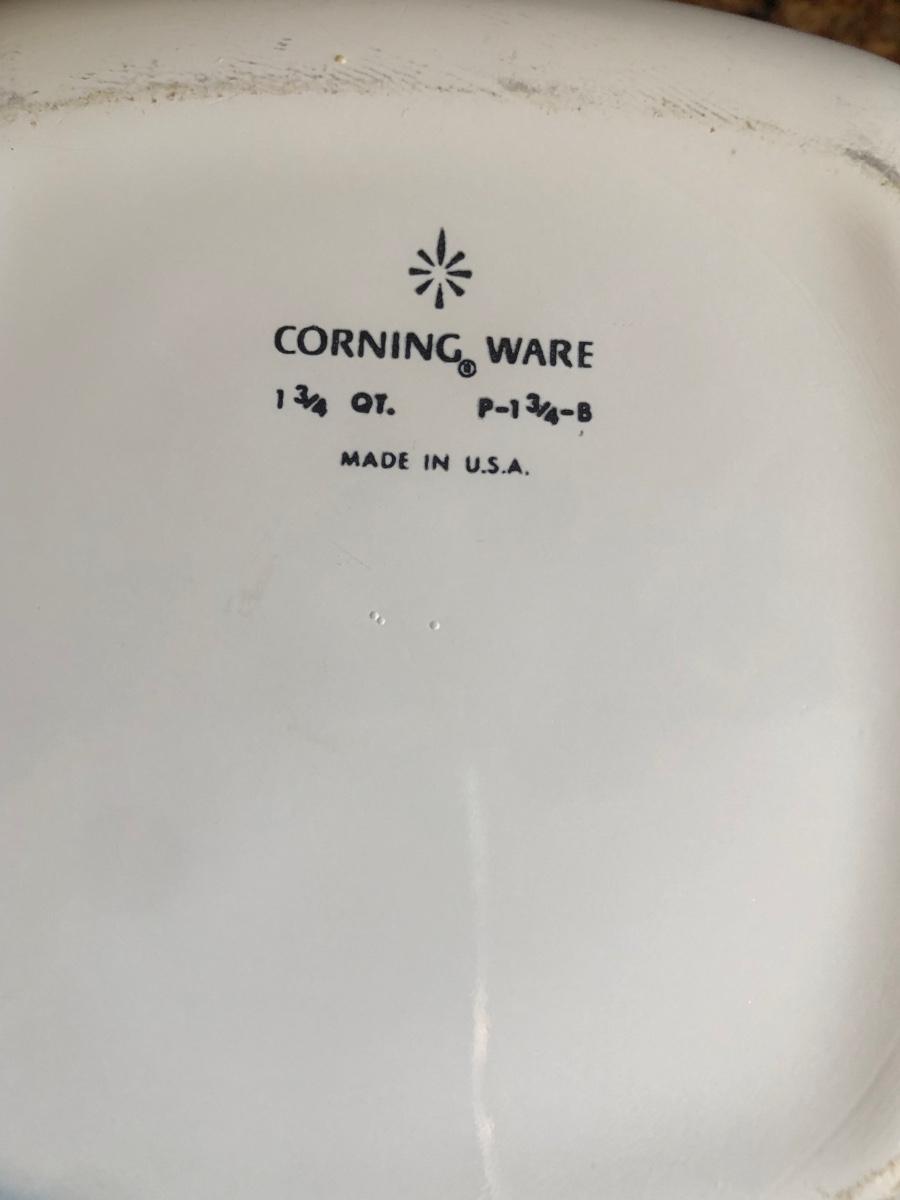 CORNING® WARE
1 3/4 QT. P-1 3/4-B
MADE IN U.S.A.